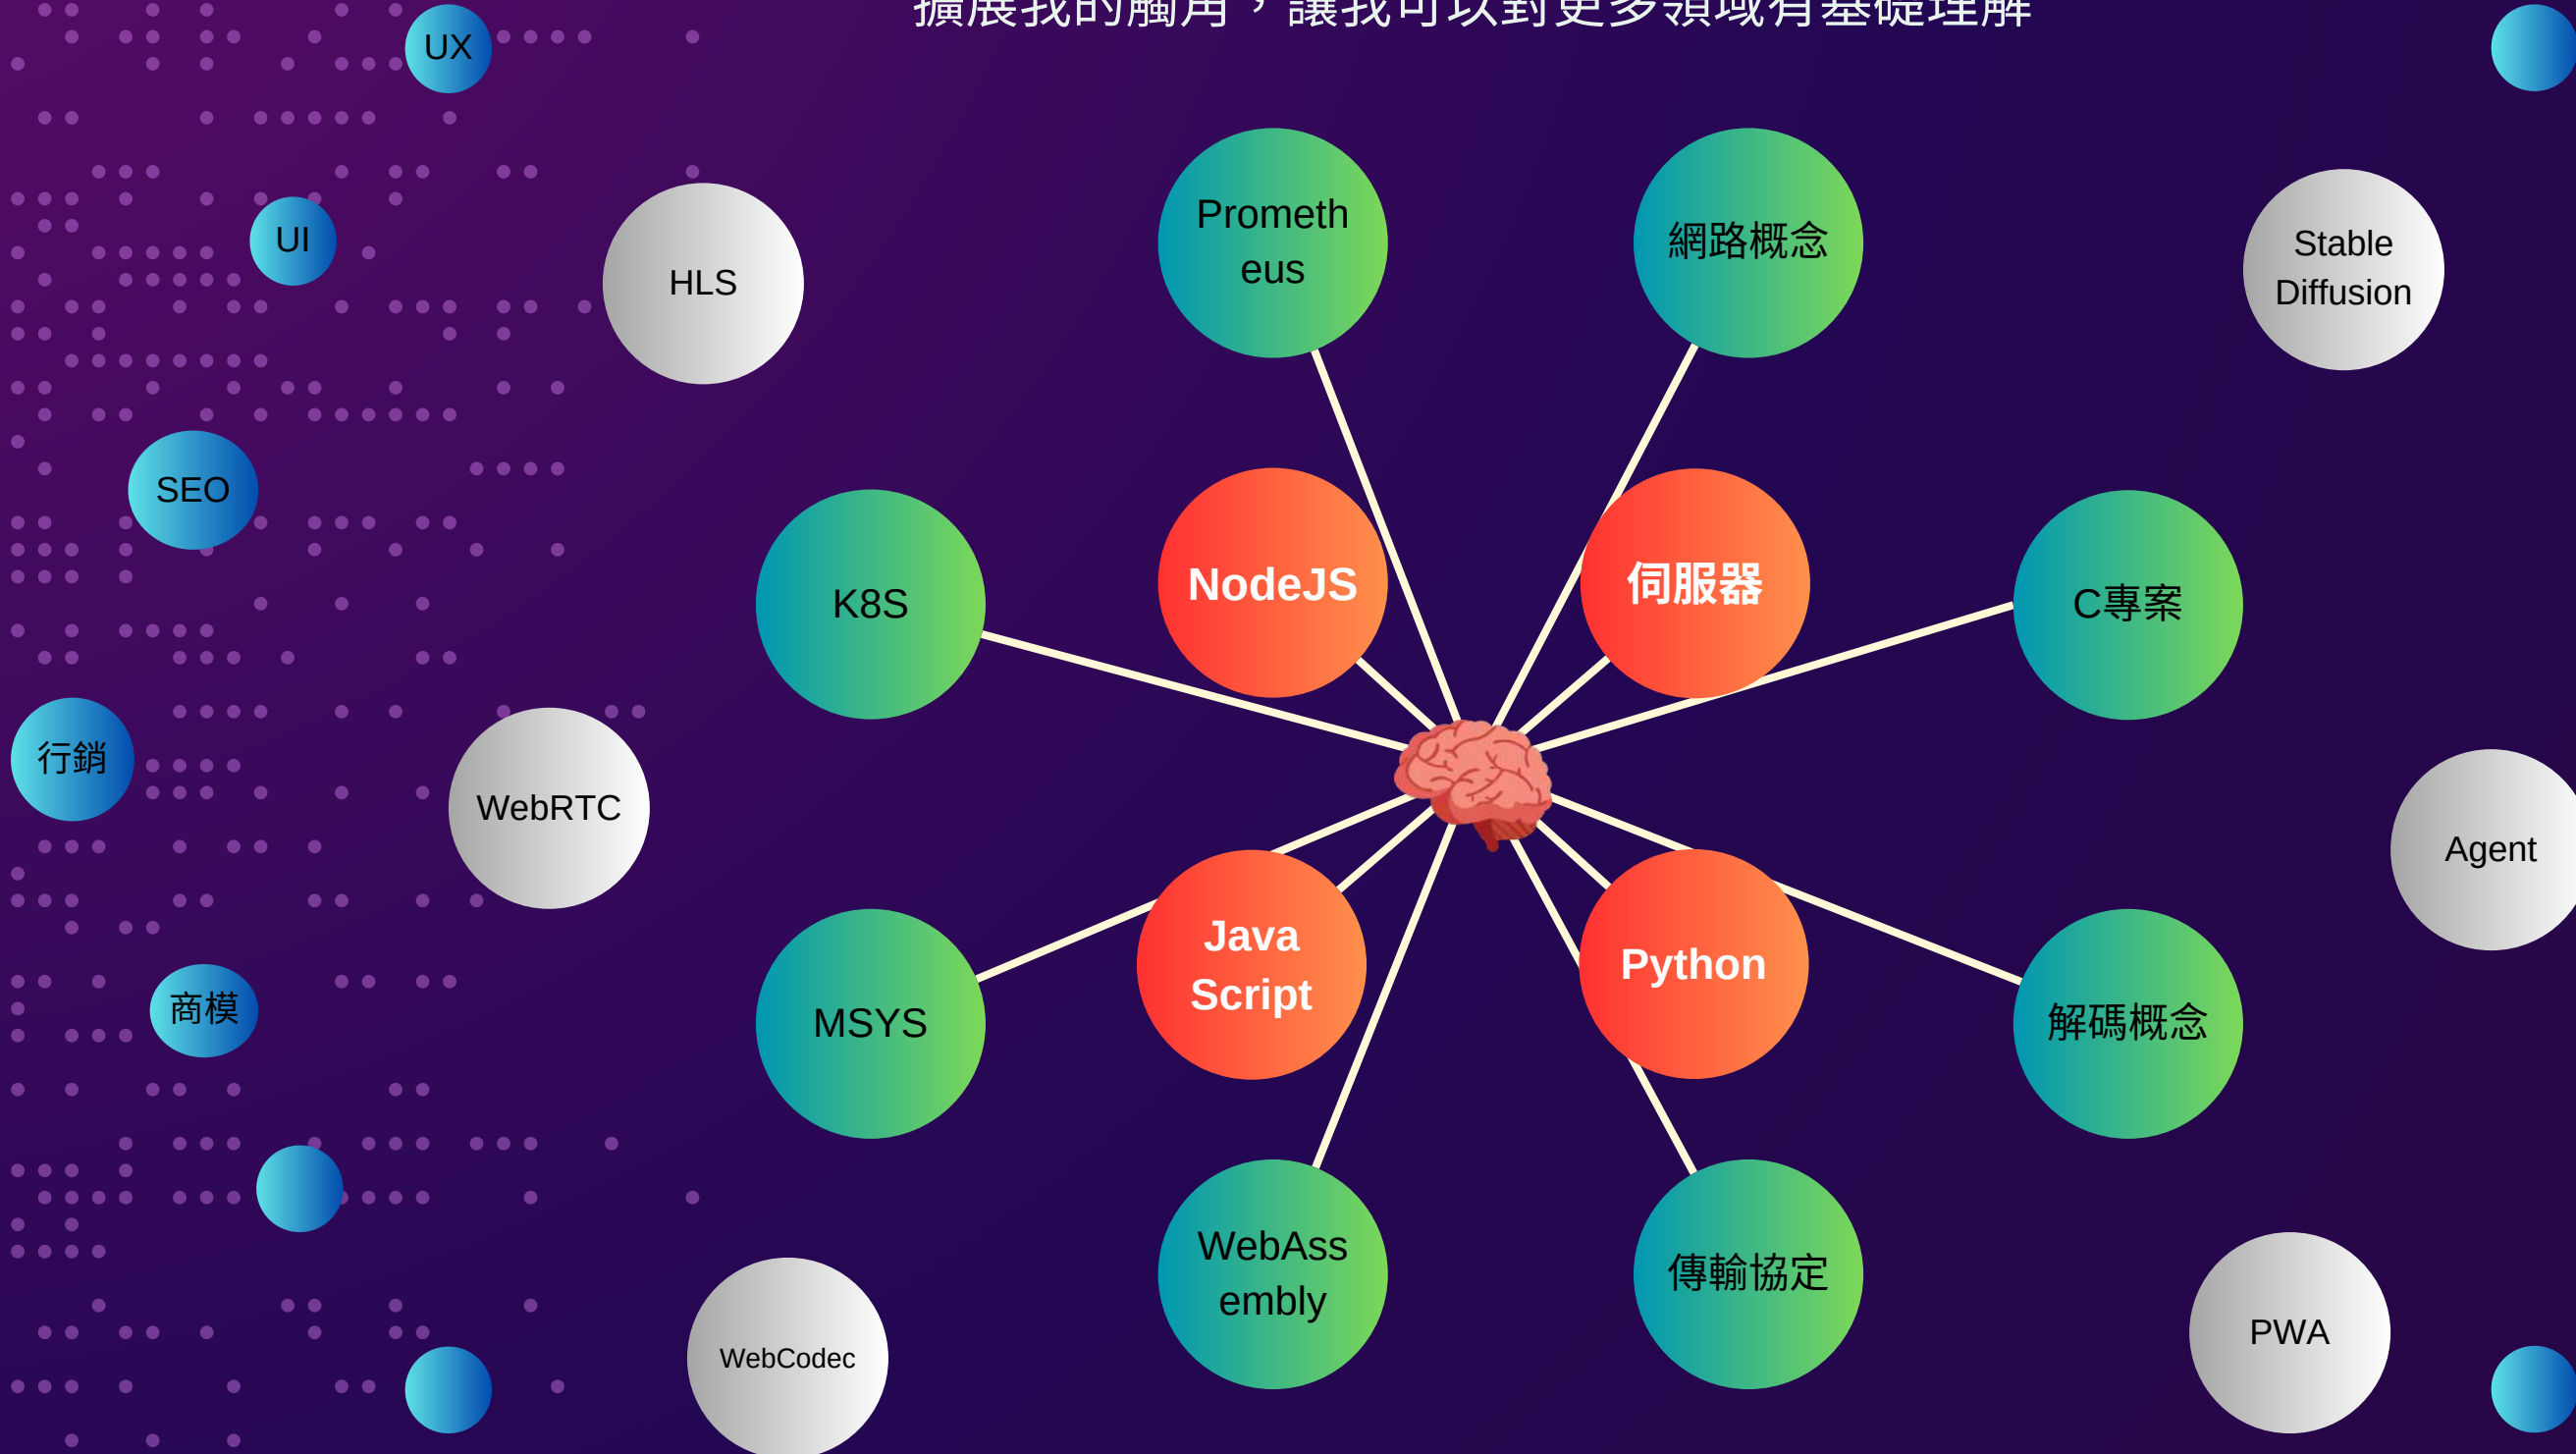 擴展我的觸角，讓我可以對更多領域有基礎理解
UX
UI
HLS
Prometh
eus
網路概念
Stable
Diffusion
SEO
K8S
NodeJS
伺服器
C專案
行銷
WebRTC
Agent
商模
MSYS
Java
Script
Python
解碼概念
WebAss
embly
傳輸協定
WebCodec
PWA